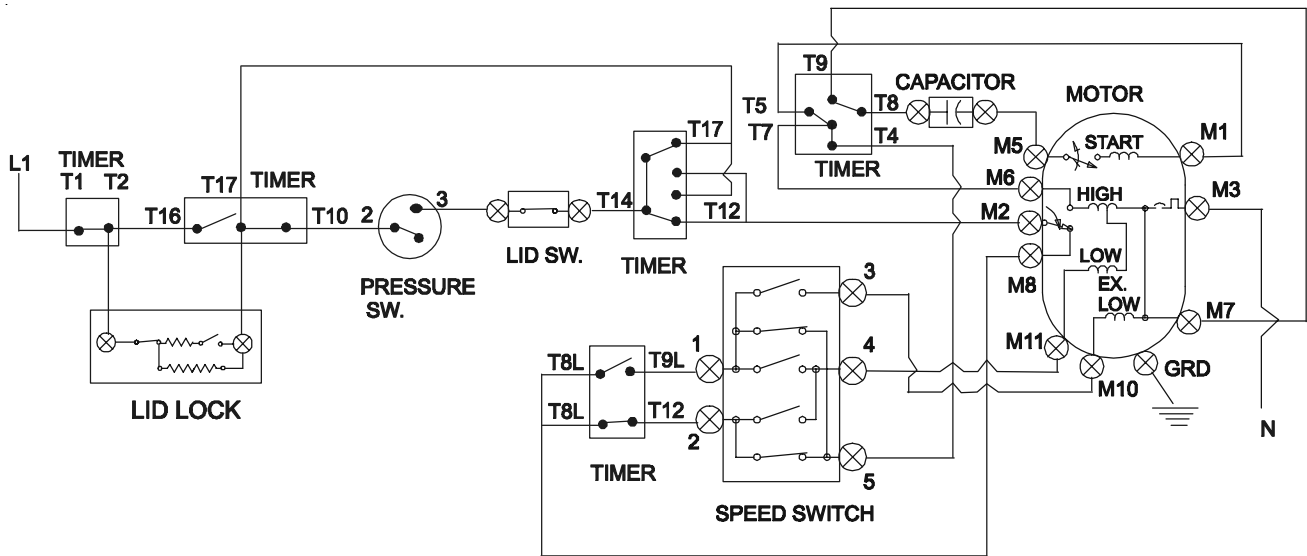 L1
TIMER
T1
T2
T16
T17
TIMER
T10
LID LOCK
2
3
PRESSURE
SW.
LID SW.
T14
T17
T12
TIMER
T9
T5
T7
T8
T4
TIMER
CAPACITOR
MOTOR
M5
START
M1
M6
HIGH
M3
M2
LOW
M8
EX.
LOW
M7
M11
M10
GRD
N
T8L
T9L
T8L
T12
TIMER
1
2
3
4
5
SPEED SWITCH